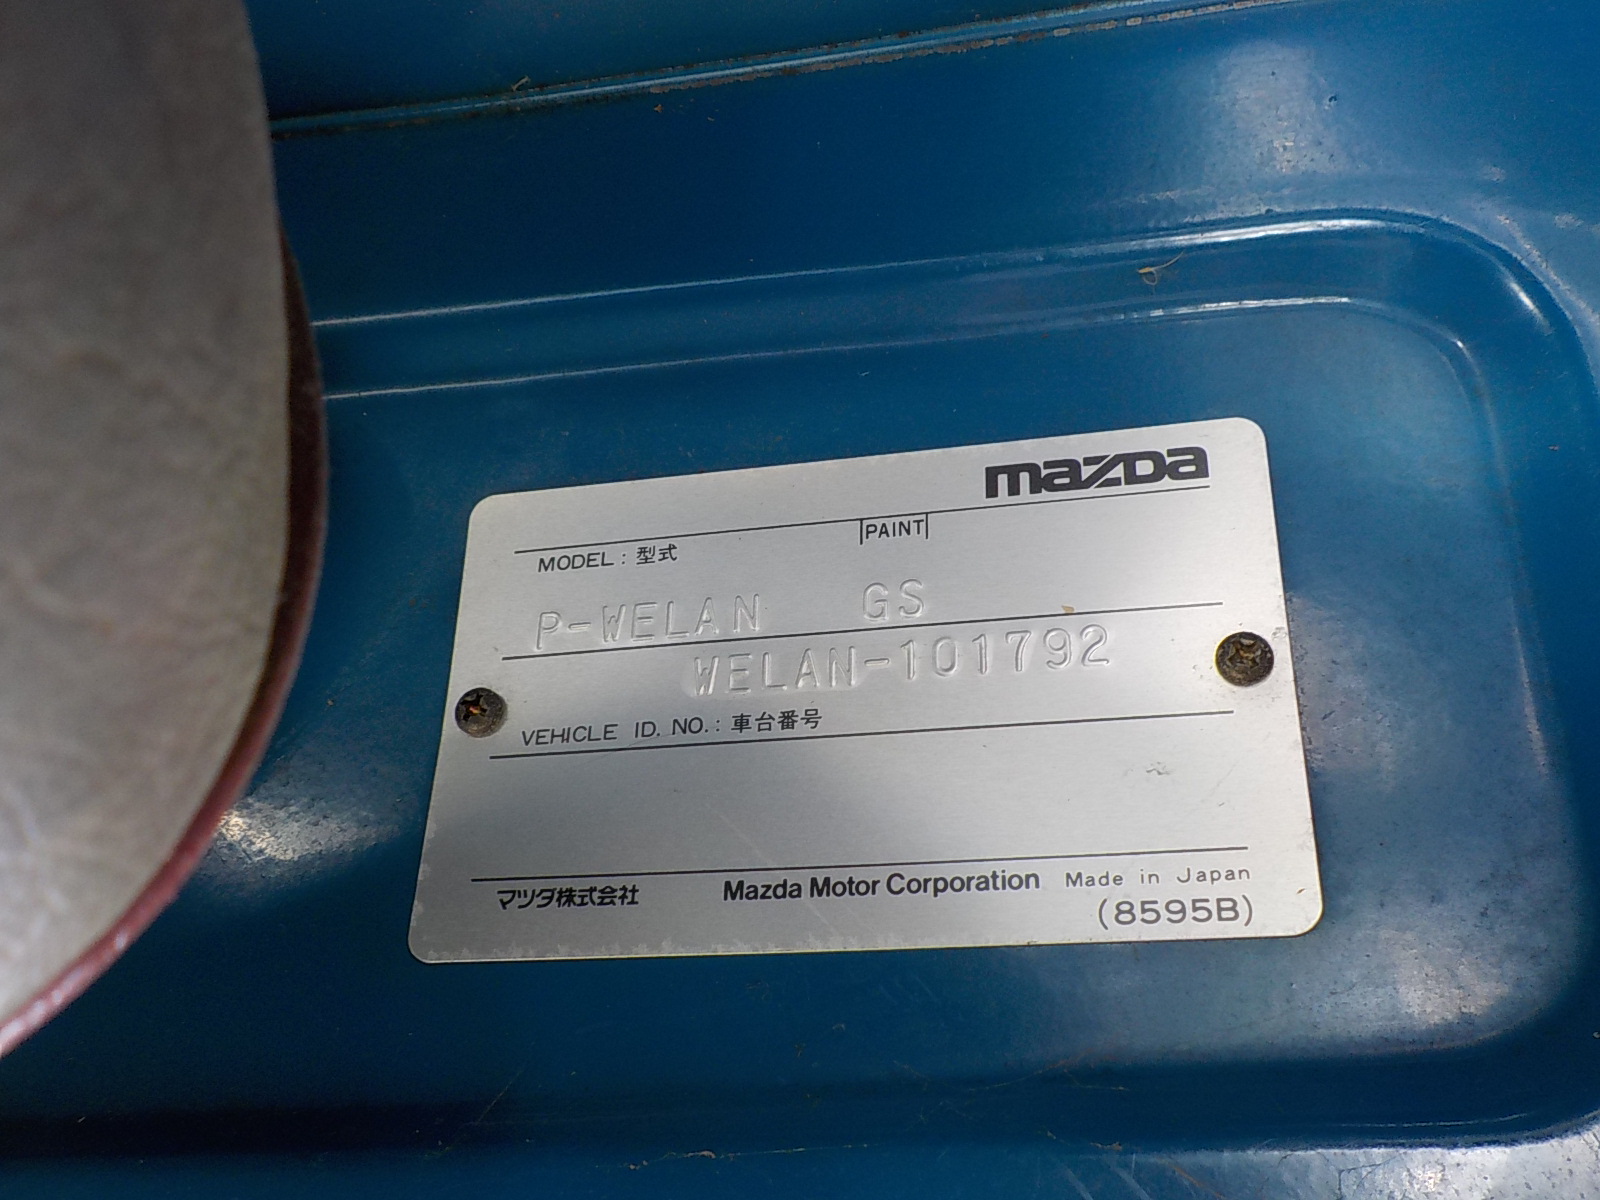 mazda
MODEL : 型式 PAINT
P-WELAN GS
WELAN-101792
VEHICLE ID. NO. : 車台番号
マツダ株式会社 Mazda Motor Corporation Made in Japan
(8595B)